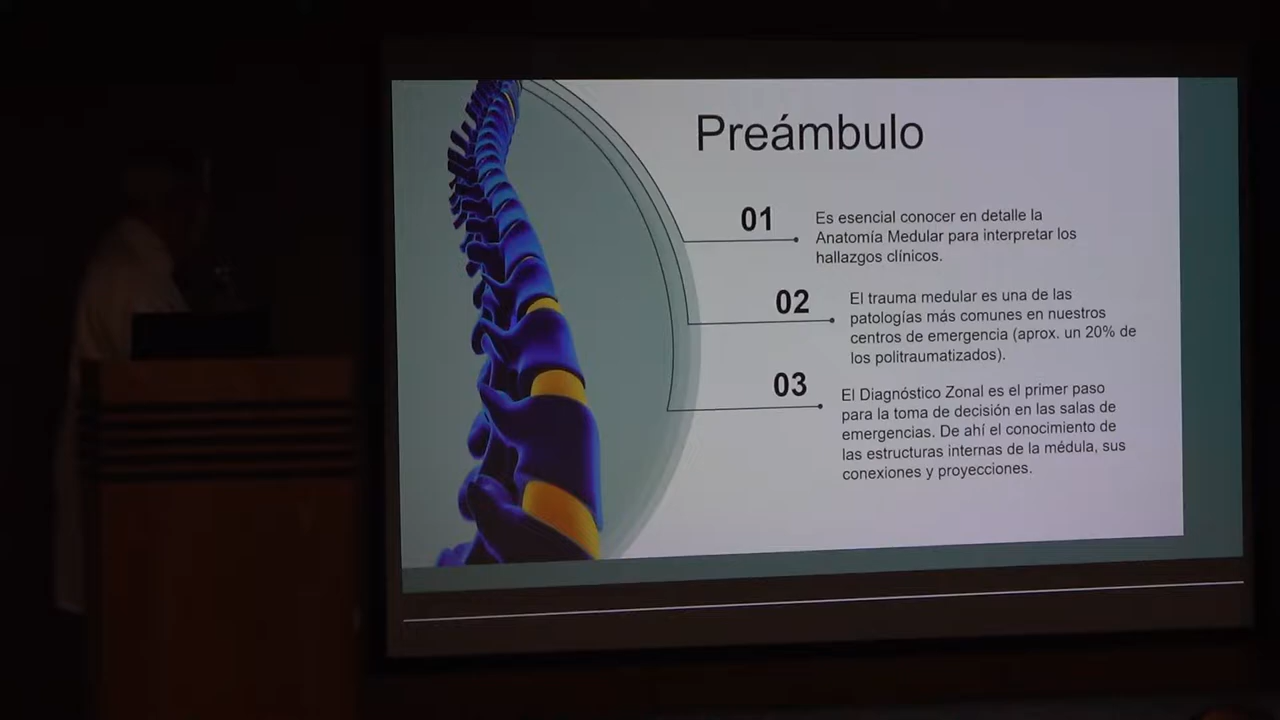 Preámbulo
01
Es esencial conocer en detalle la
Anatomía Medular para interpretar los
hallazgos clínicos.
02
El trauma medular es una de las
patologías más comunes en nuestros
centros de emergencia (aprox. un 20% de
los politraumatizados).
03
El Diagnóstico Zonal es el primer paso
para la toma de decisión en las salas de
emergencias. De ahí el conocimiento de
las estructuras internas de la médula, sus
conexiones y proyecciones.